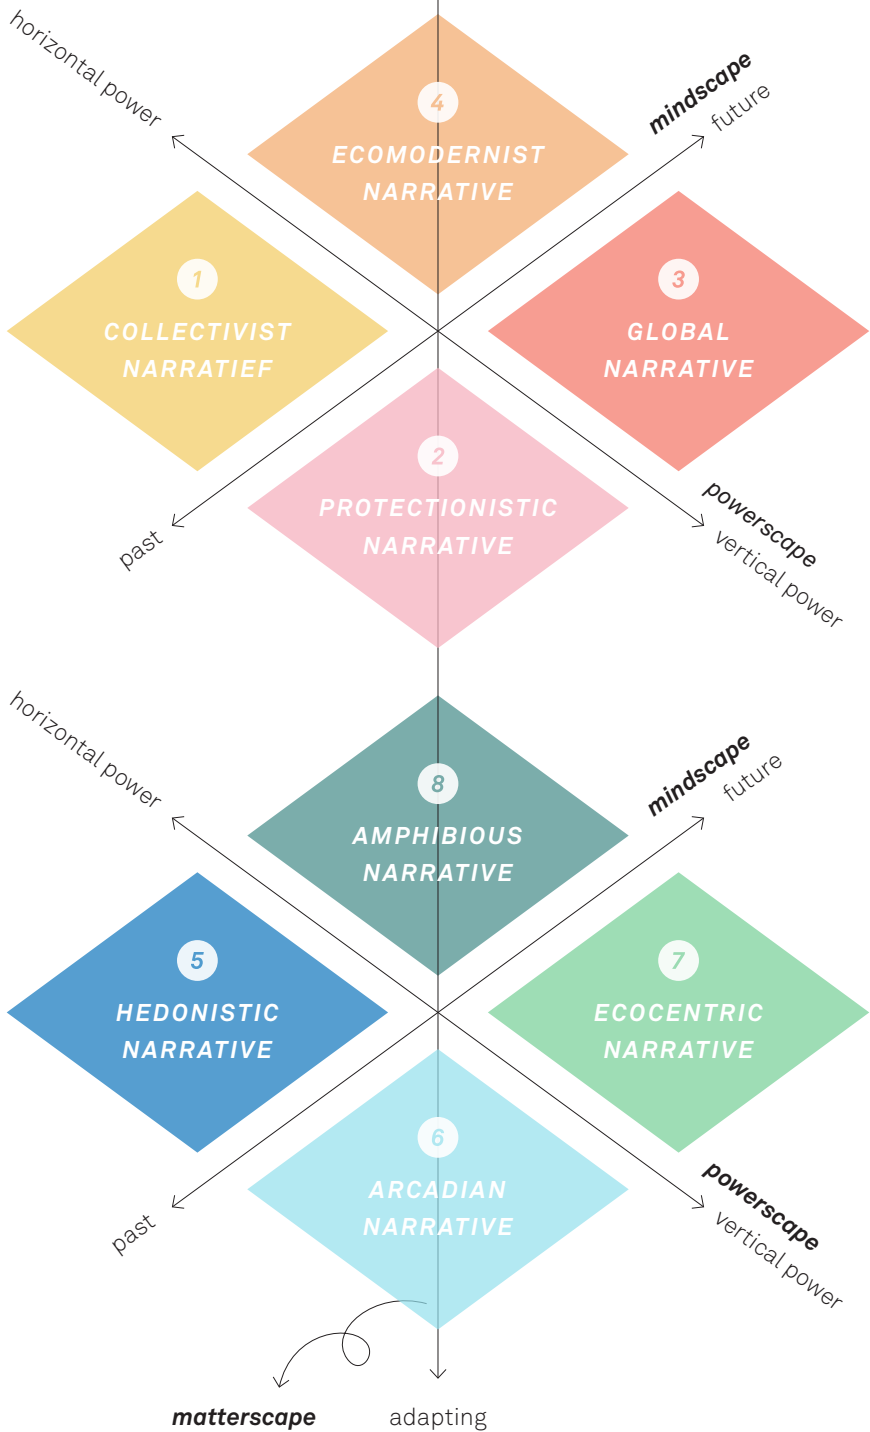 horizontal power
mindscape
future
4
ECOMODERNIST
NARRATIVE
1
COLLECTIVIST
NARRATIEF
3
GLOBAL
NARRATIVE
2
PROTECTIONISTIC
NARRATIVE
past
powerscape
vertical power
horizontal power
mindscape
future
8
AMPHIBIOUS
NARRATIVE
5
HEDONISTIC
NARRATIVE
7
ECOCENTRIC
NARRATIVE
6
ARCADIAN
NARRATIVE
past
powerscape
vertical power
matterscape
adapting